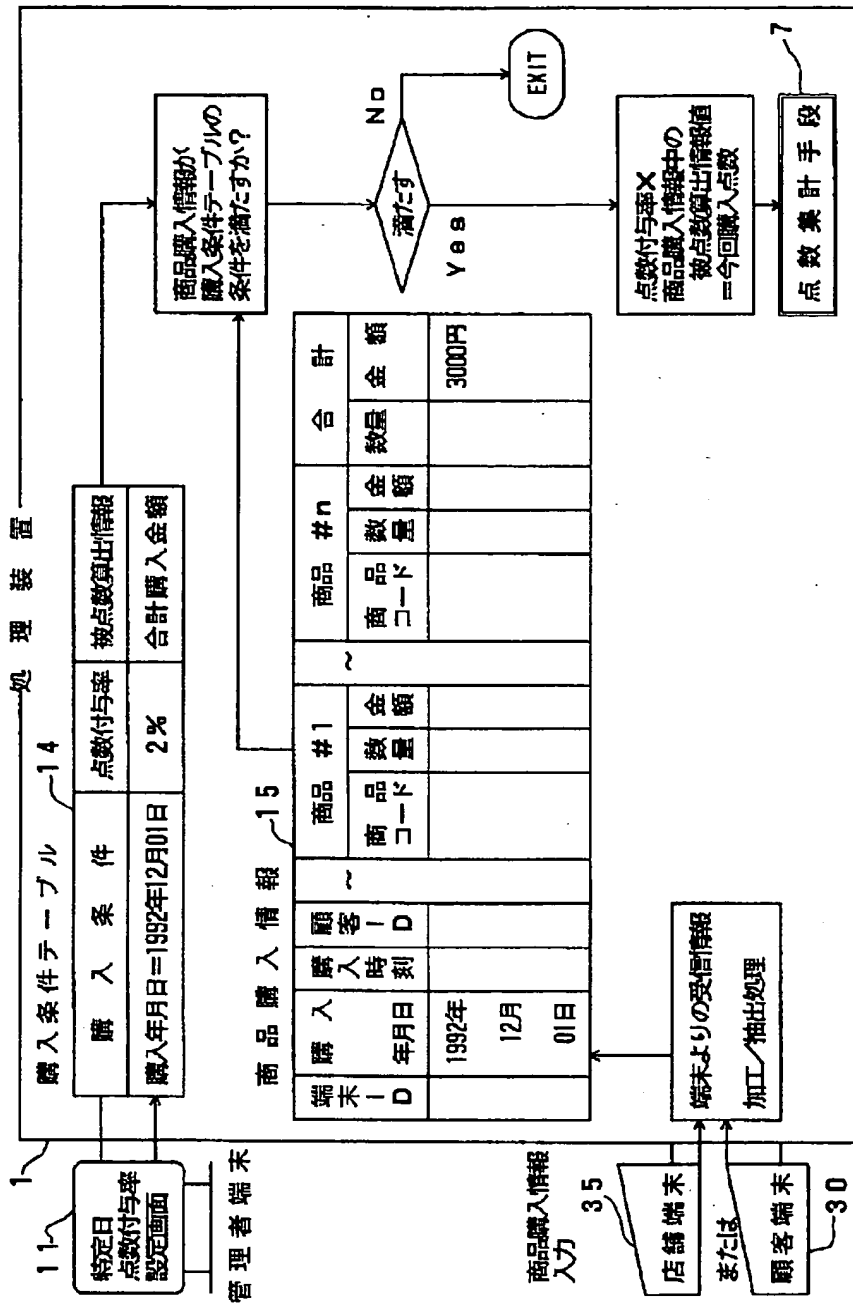 処理装置
1
11
特定日
点数付与率
設定画面
管理者端末
購入条件テーブル
14
購入条件
点数付与率
被点数算出情報
購入年月日=1992年12月01日
2%
合計購入金額
商品購入情報
15
端末ID
購入
年月日
購入時刻
顧客ID
~
商品 #1
商品
コード
数量
金額
~
商品 #n
商品
コード
数量
金額
合計
数量
金額
1992年
12月
01日
3000円
商品購入情報
入力
35
店舗端末
または
顧客端末
30
端末よりの受信情報
加工/抽出処理
商品購入情報が
購入条件テーブルの
条件を満たすか?
満たす
No
EXIT
Yes
点数付与率×
商品購入情報中の
被点数算出情報値
=今回購入点数
点数集計手段
7